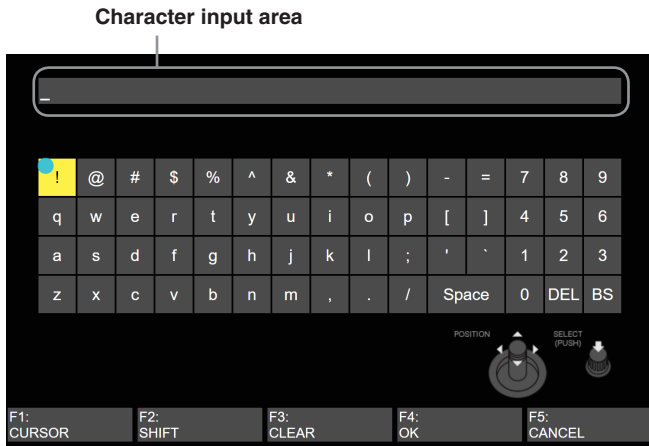 Character input area
_
! @ # $ % ^ & * ( ) - = 7 8 9
q w e r t y u i o p [ ] 4 5 6
a s d f g h j k l ; ' ` 1 2 3
z x c v b n m , . / Space 0 DEL BS
POSITION SELECT
(PUSH)
F1: F2: F3: F4: F5:
CURSOR SHIFT CLEAR OK CANCEL